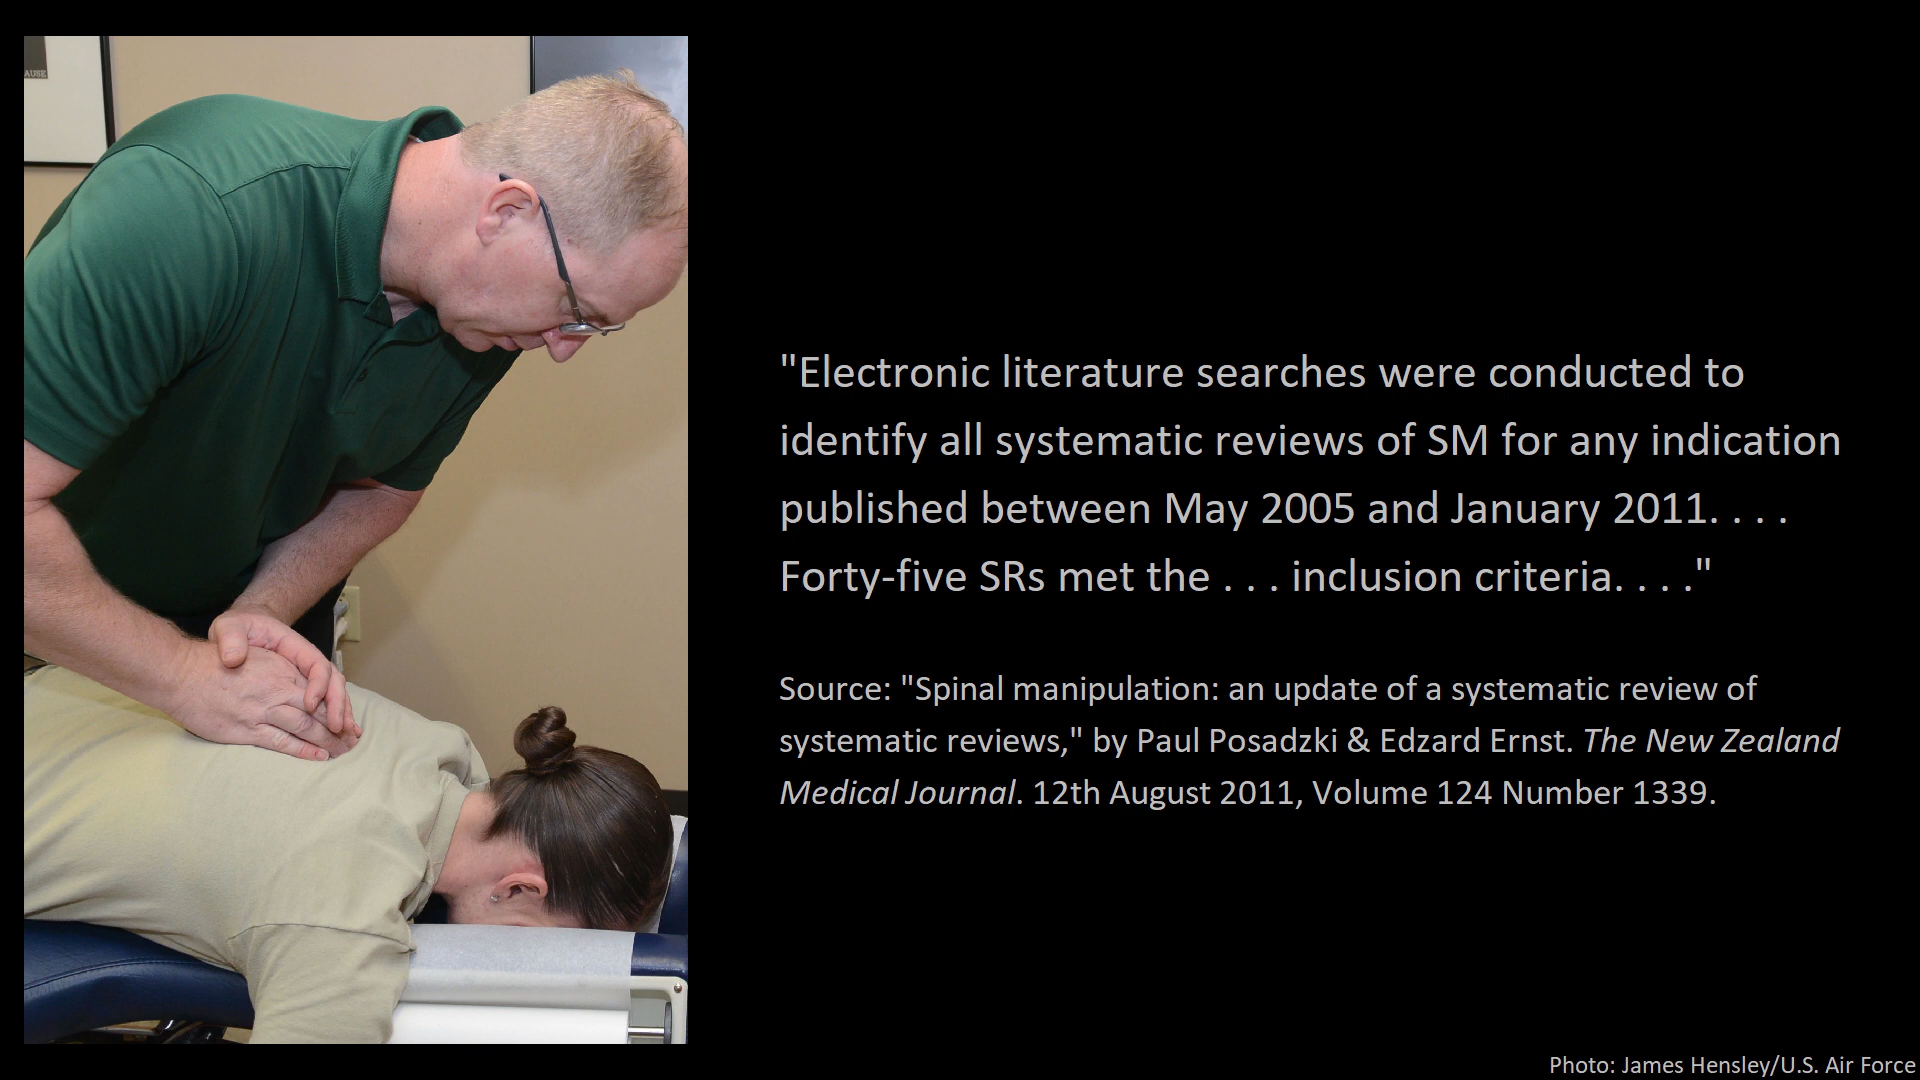 AUSE
"Electronic literature searches were conducted to
identify all systematic reviews of SM for any indication
published between May 2005 and January 2011. . . .
Forty-five SRs met the . . . inclusion criteria. . . ."
Source: "Spinal manipulation: an update of a systematic review of
systematic reviews," by Paul Posadzki & Edzard Ernst. The New Zealand
Medical Journal. 12th August 2011, Volume 124 Number 1339.
Photo: James Hensley/U.S. Air Force